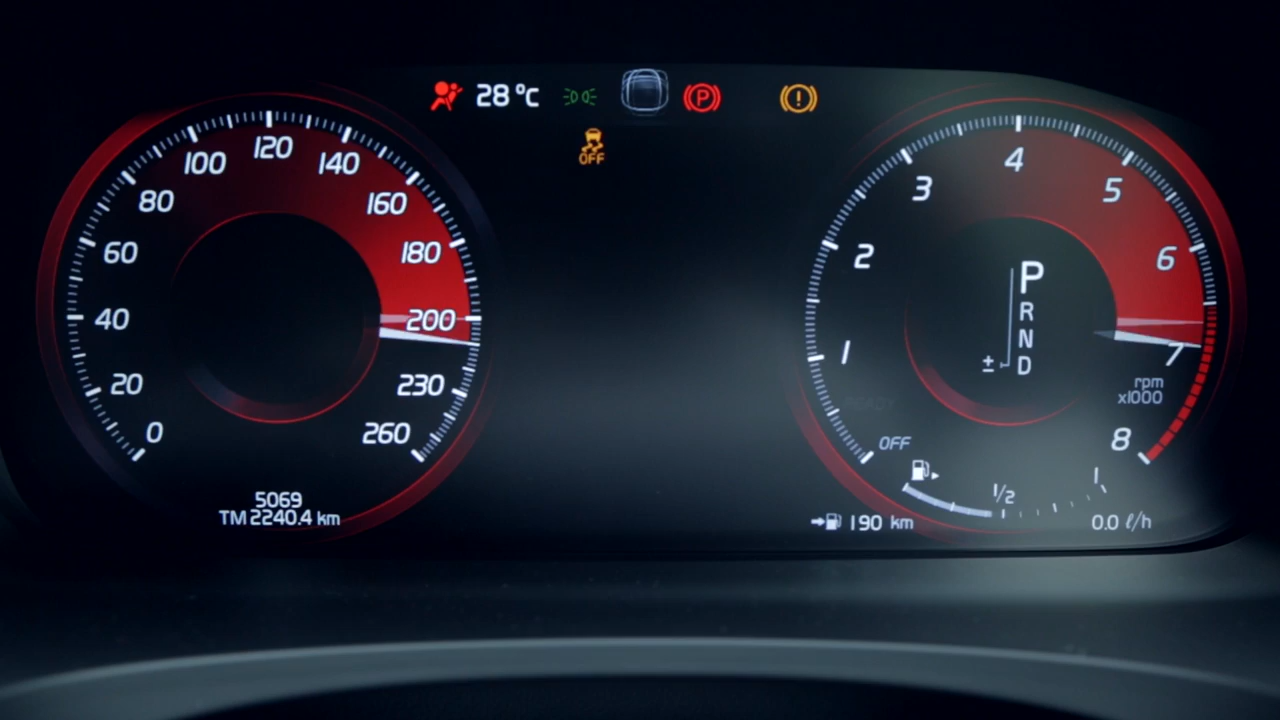 28 °C
P
!
OFF
0
20
40
60
80
100
120
140
160
180
200
230
260
5069
TM 2240.4 km
OFF
1
2
3
4
5
6
7
8
rpm
x1000
P
R
N
± D
1/2
1
190 km
0.0 ℓ/h